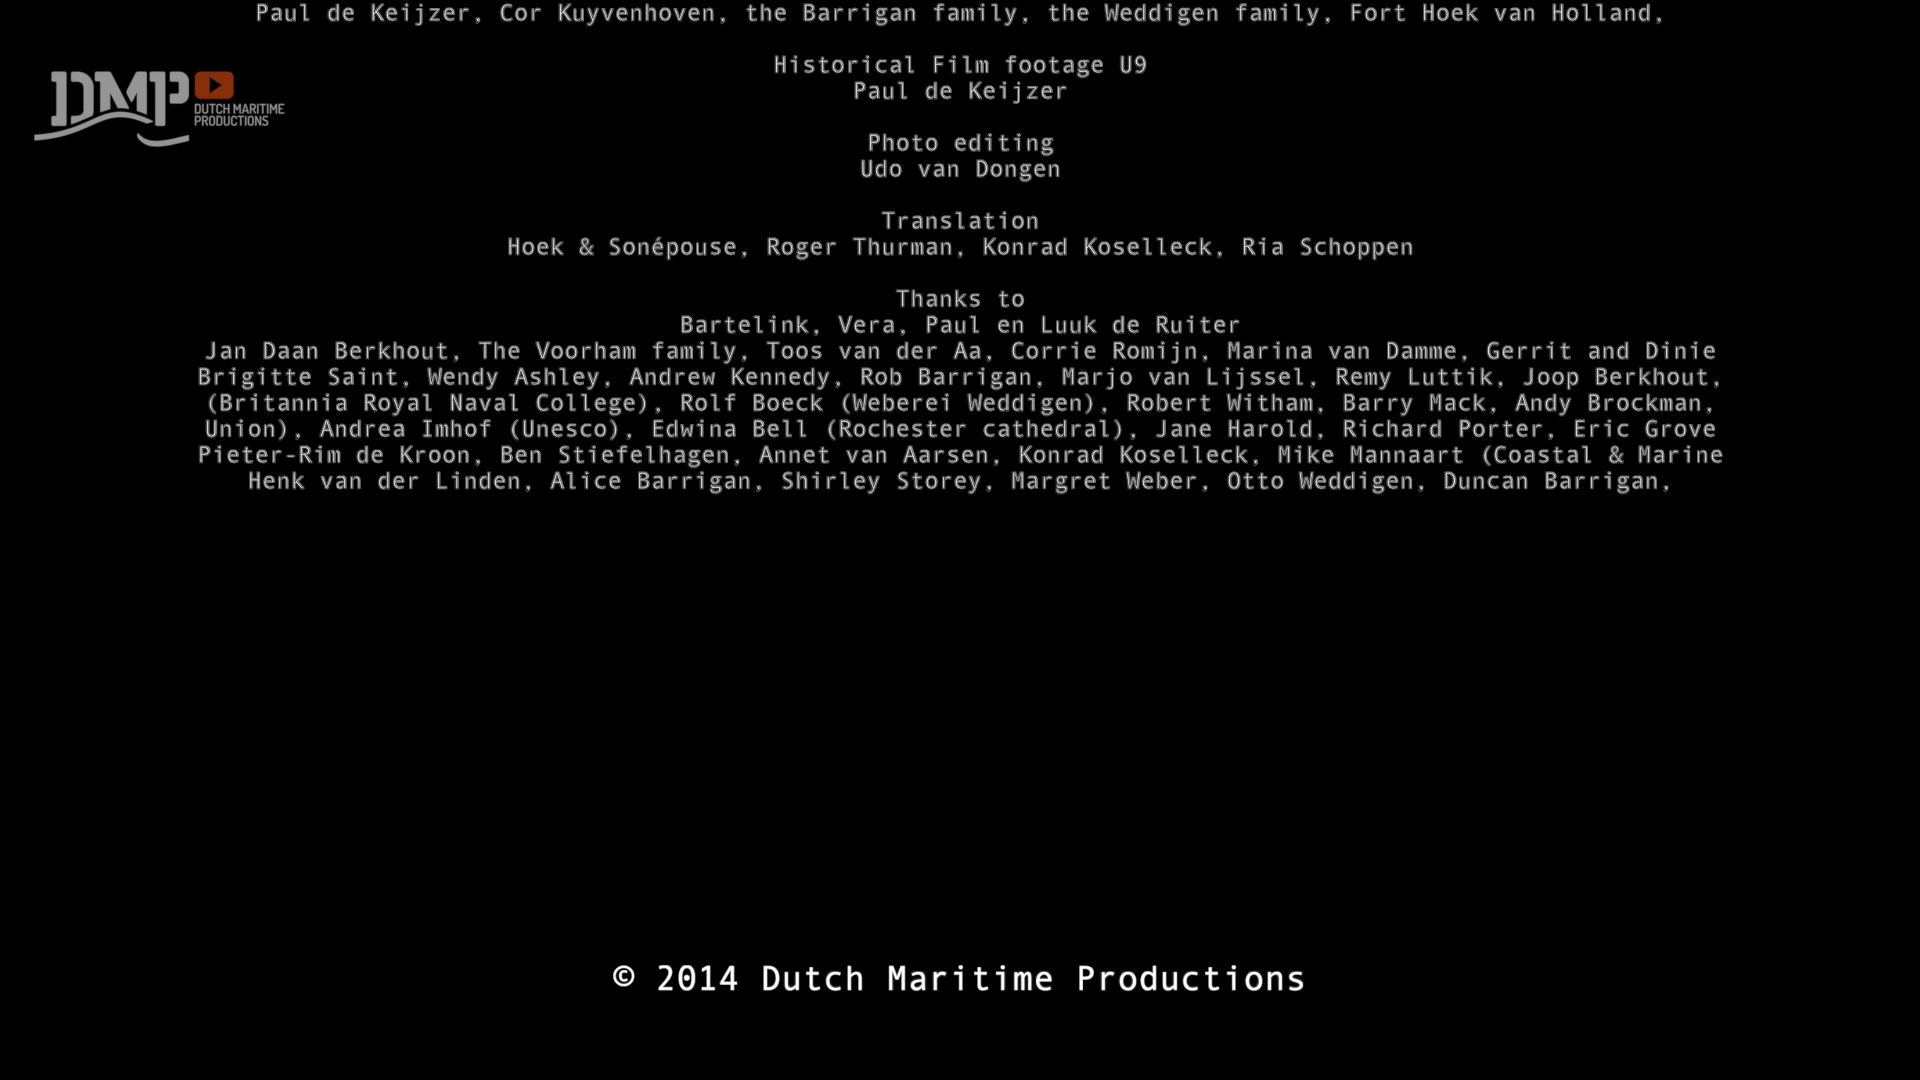 Paul de Keijzer, Cor Kuyvenhoven, the Barrigan family, the Weddigen family, Fort Hoek van Holland,
Historical Film footage U9
Paul de Keijzer
DMP
DUTCH MARITIME
PRODUCTIONS
Photo editing
Udo van Dongen
Translation
Hoek & Sonépouse, Roger Thurman, Konrad Koselleck, Ria Schoppen
Thanks to
Bartelink, Vera, Paul en Luuk de Ruiter
Jan Daan Berkhout, The Voorham family, Toos van der Aa, Corrie Romijn, Marina van Damme, Gerrit and Dinie
Brigitte Saint, Wendy Ashley, Andrew Kennedy, Rob Barrigan, Marjo van Lijssel, Remy Luttik, Joop Berkhout,
(Britannia Royal Naval College), Rolf Boeck (Weberei Weddigen), Robert Witham, Barry Mack, Andy Brockman,
Union), Andrea Imhof (Unesco), Edwina Bell (Rochester cathedral), Jane Harold, Richard Porter, Eric Grove
Pieter-Rim de Kroon, Ben Stiefelhagen, Annet van Aarsen, Konrad Koselleck, Mike Mannaart (Coastal & Marine
Henk van der Linden, Alice Barrigan, Shirley Storey, Margret Weber, Otto Weddigen, Duncan Barrigan,
© 2014 Dutch Maritime Productions